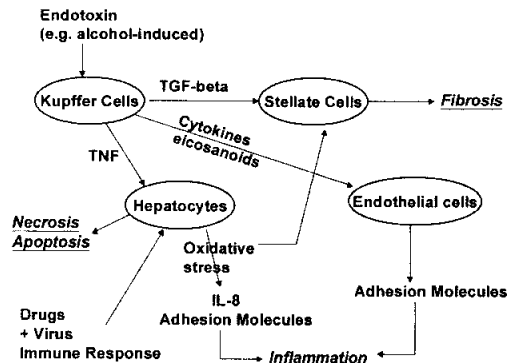 Endotoxin
(e.g. alcohol-induced)
TGF-beta
Kupffer Cells
Stellate Cells
Fibrosis
Cytokines
eicosanoids
TNF
Hepatocytes
Endothelial cells
Necrosis
Apoptosis
Oxidative
stress
Adhesion Molecules
IL-8
Adhesion Molecules
Drugs
+ Virus
Immune Response
Inflammation